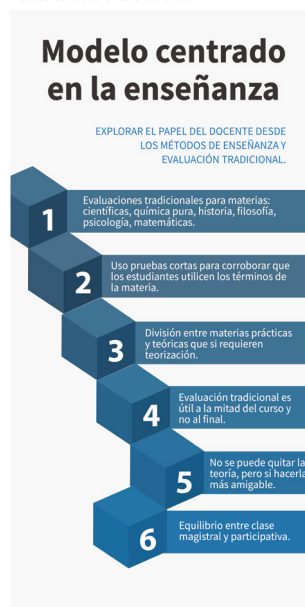 Modelo centrado
en la enseñanza
EXPLORAR EL PAPEL DEL DOCENTE DESDE
LOS MÉTODOS DE ENSEÑANZA Y
EVALUACIÓN TRADICIONAL.
1
Evaluaciones tradicionales para materias:
científicas, química pura, historia, filosofía,
psicología, matemáticas.
2
Uso pruebas cortas para corroborar que
los estudiantes utilicen los términos de
la materia.
3
División entre materias prácticas
y teóricas que si requieren
teorización.
4
Evaluación tradicional es
útil a la mitad del curso y
no al final.
5
No se puede quitar la
teoría, pero si hacerla
más amigable.
6
Equilibrio entre clase
magistral y participativa.